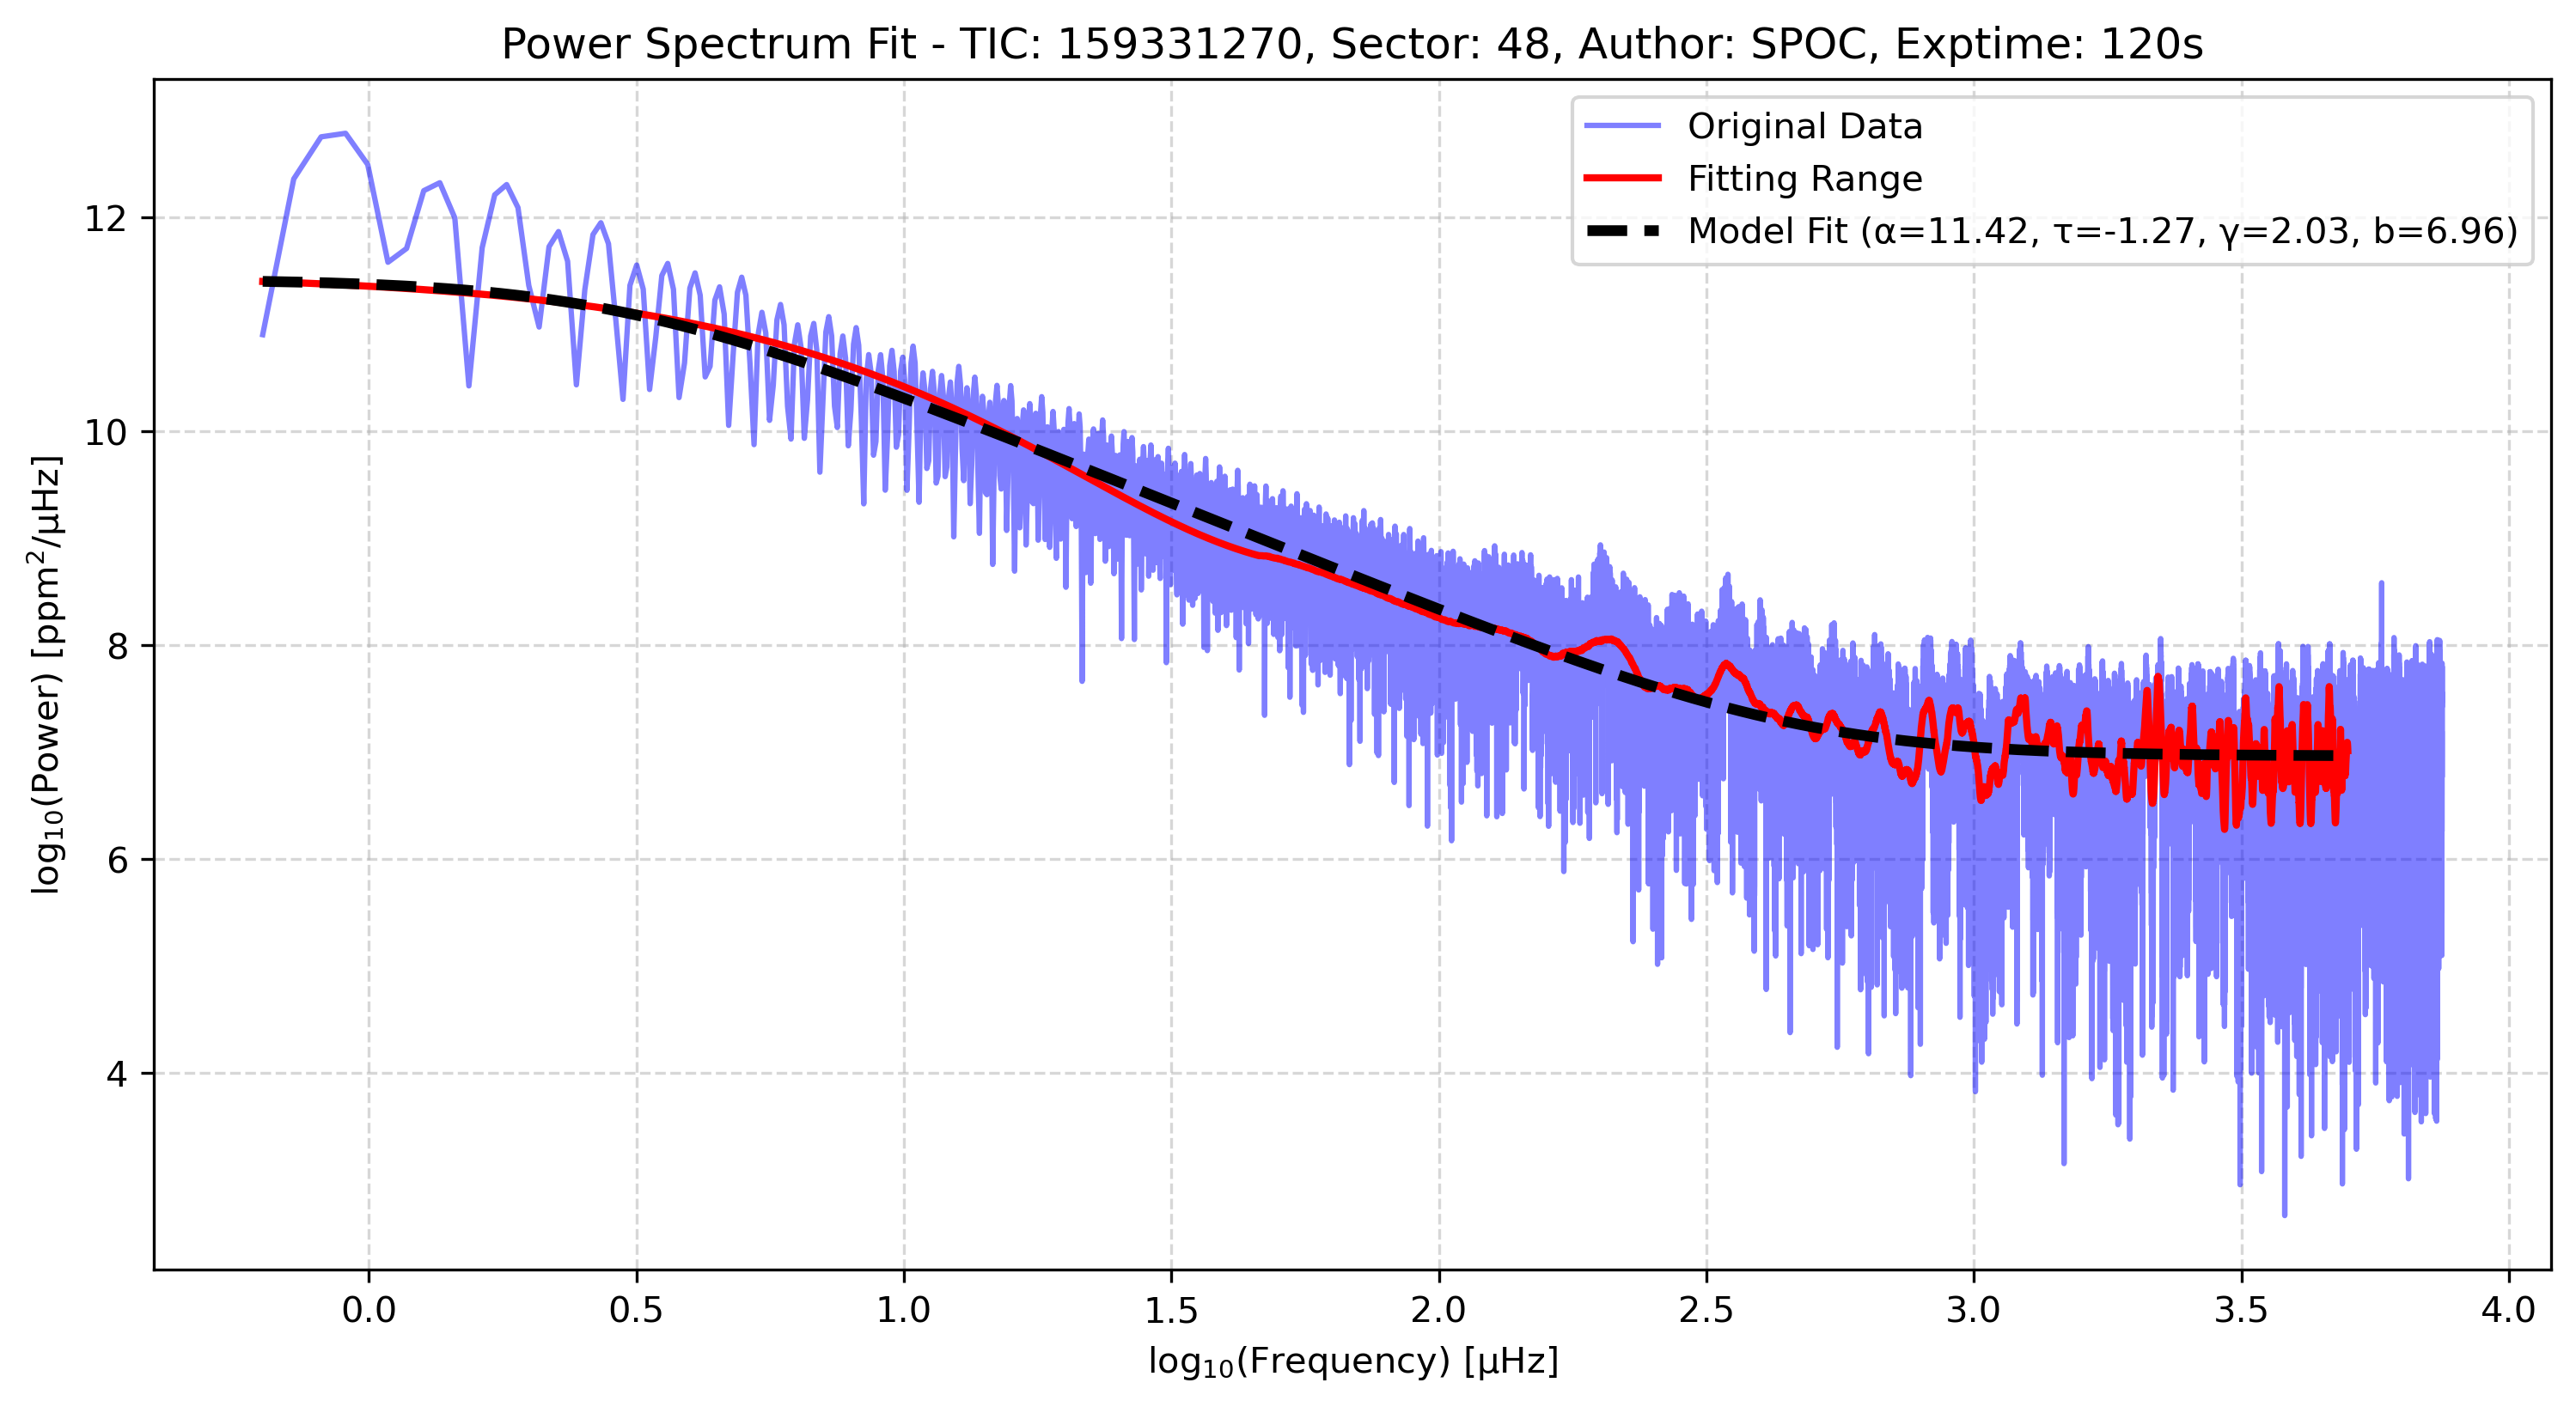 Power Spectrum Fit - TIC: 159331270, Sector: 48, Author: SPOC, Exptime: 120s
Original Data
Fitting Range
Model Fit (α=11.42, τ=-1.27, γ=2.03, b=6.96)
log₁₀(Power) [ppm²/μHz]
12
10
8
6
4
0.0 0.5 1.0 1.5 2.0 2.5 3.0 3.5 4.0
log₁₀(Frequency) [μHz]